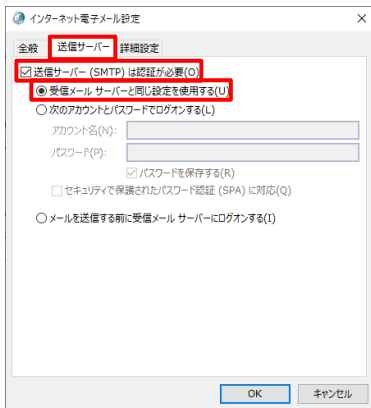 インターネット電子メール設定
全般 送信サーバー 詳細設定
送信サーバー (SMTP) は認証が必要(O)
受信メール サーバーと同じ設定を使用する(U)
次のアカウントとパスワードでログオンする(L)
アカウント名(N):
パスワード(P):
パスワードを保存する(R)
セキュリティで保護されたパスワード認証 (SPA) に対応(Q)
メールを送信する前に受信メール サーバーにログオンする(I)
OK キャンセル